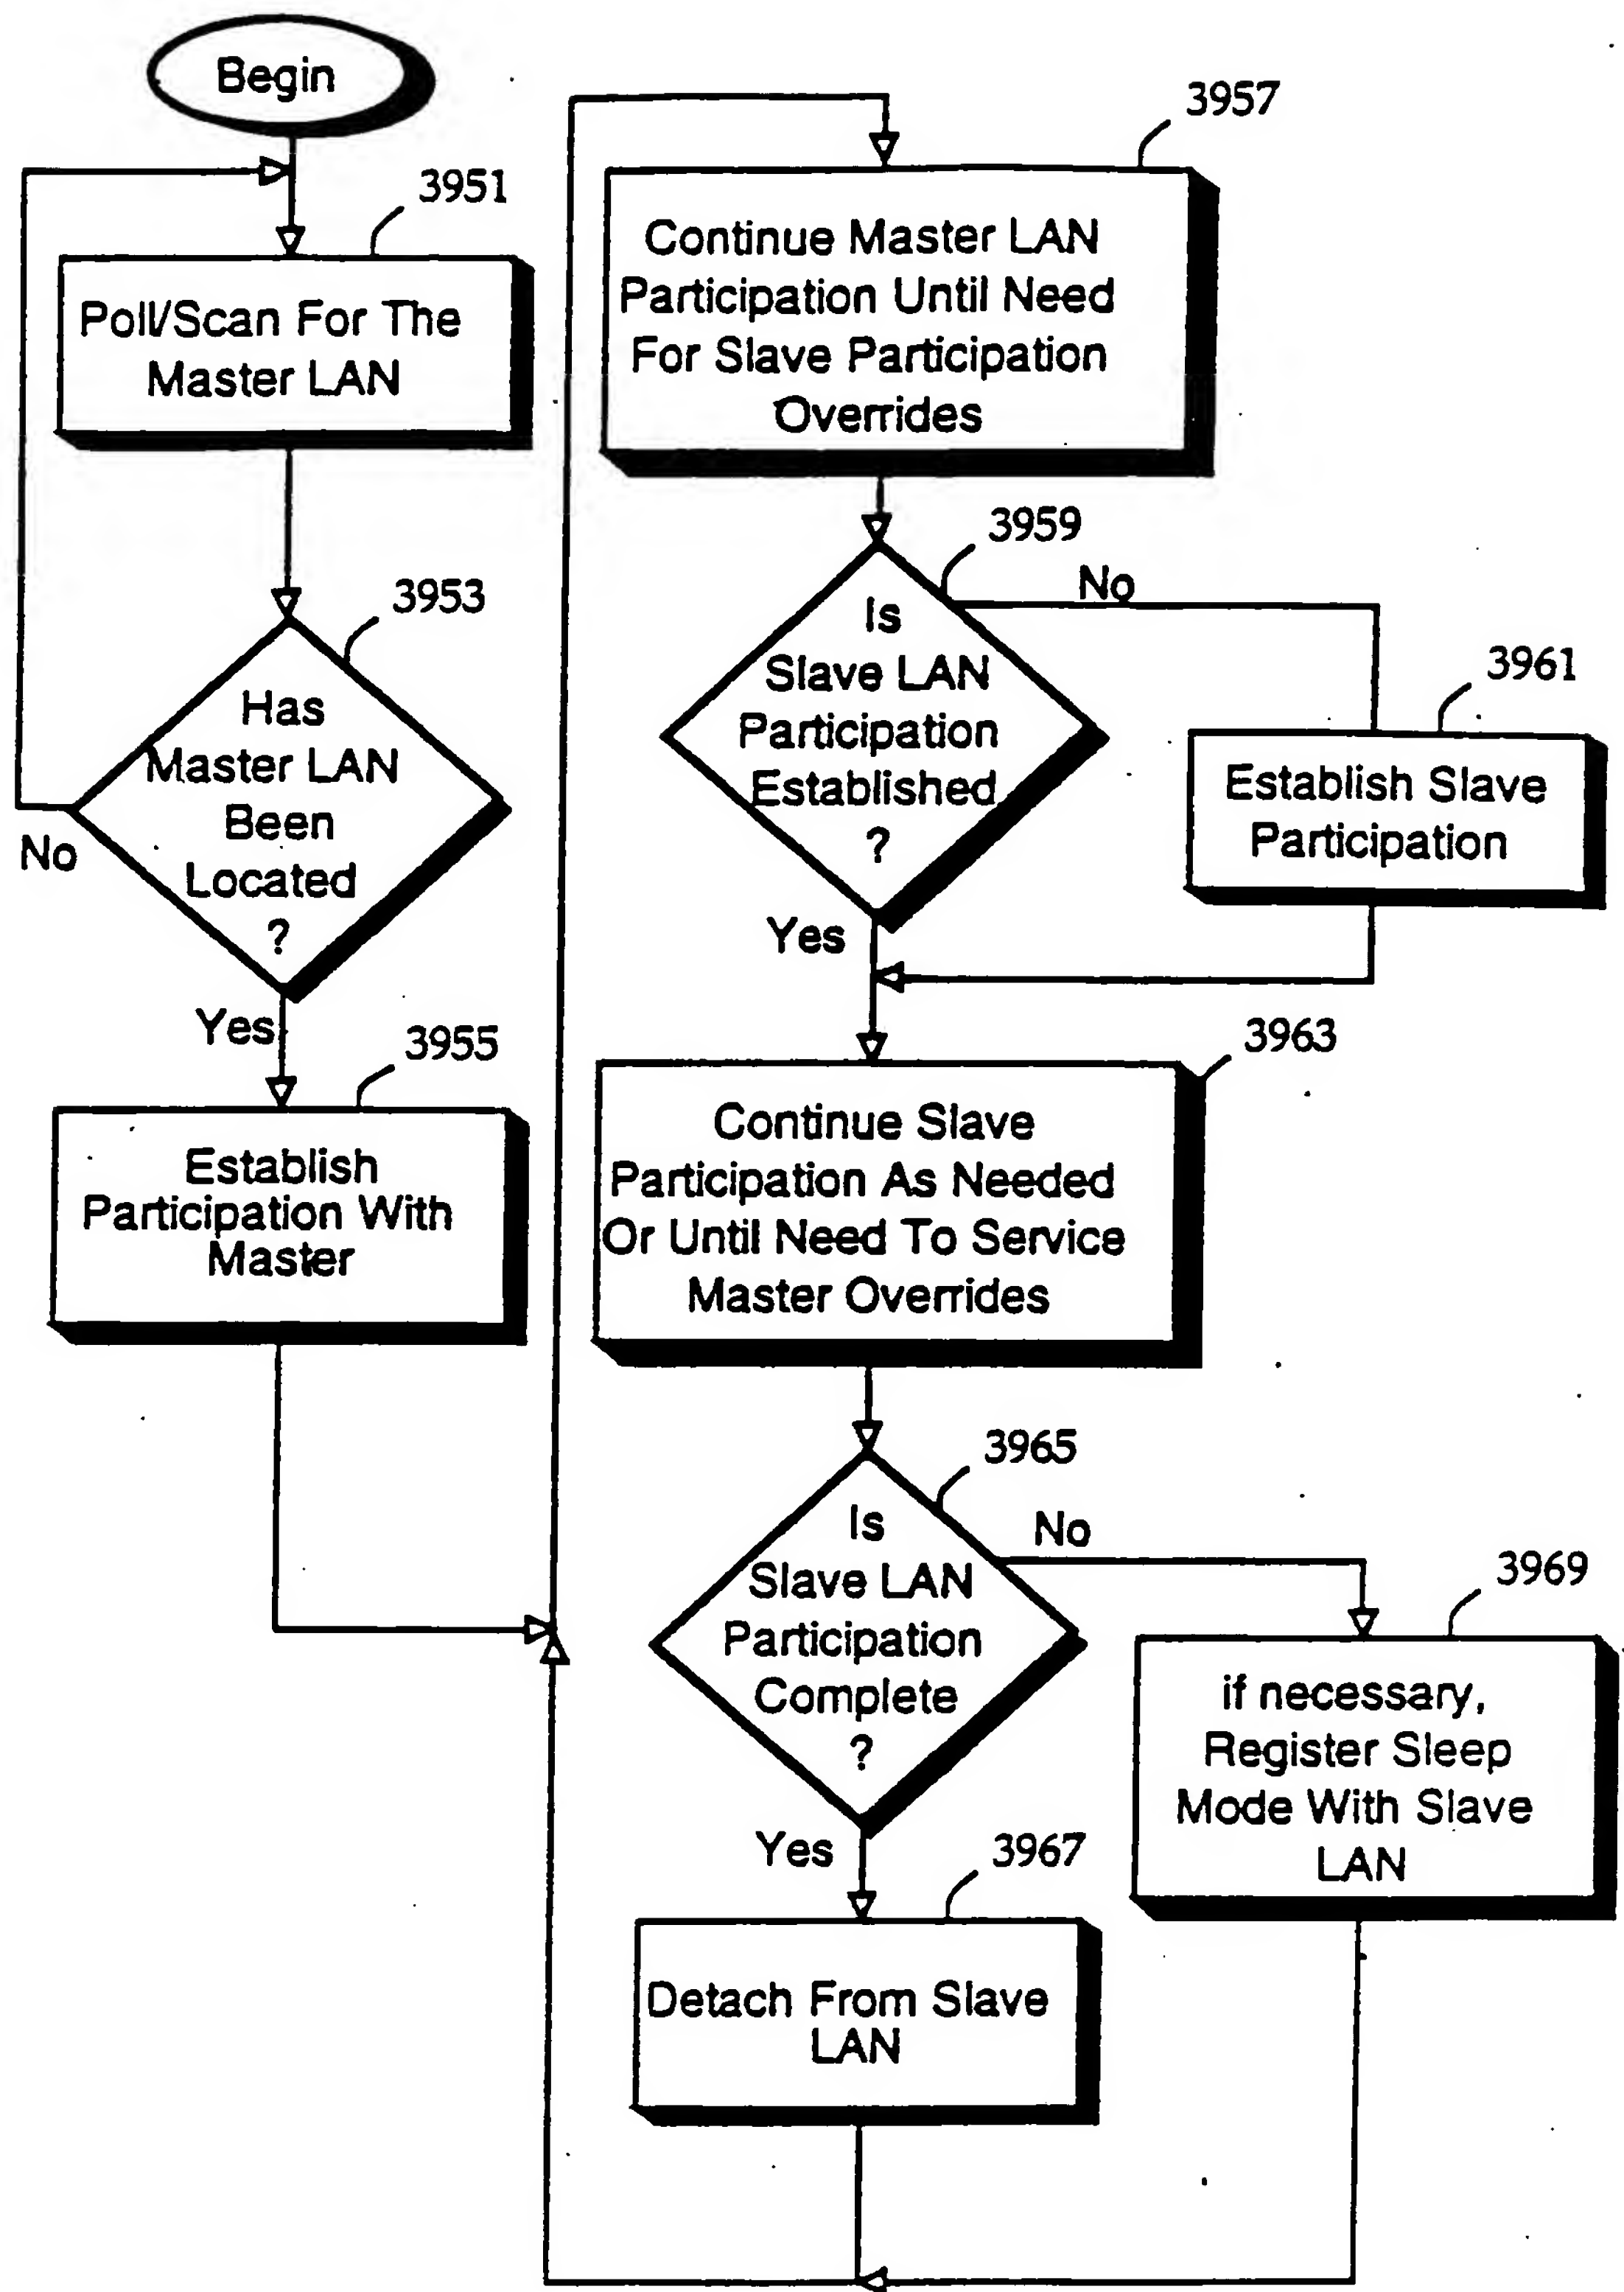 Begin
3951
Poll/Scan For The
Master LAN
3953
Has
Master LAN
Been
Located
?
No
Yes
3955
Establish
Participation With
Master
3957
Continue Master LAN
Participation Until Need
For Slave Participation
Overrides
3959
No
Is
Slave LAN
Participation
Established
?
3961
Establish Slave
Participation
Yes
3963
Continue Slave
Participation As Needed
Or Until Need To Service
Master Overrides
3965
No
Is
Slave LAN
Participation
Complete
?
3969
if necessary,
Register Sleep
Mode With Slave
LAN
Yes
3967
Detach From Slave
LAN